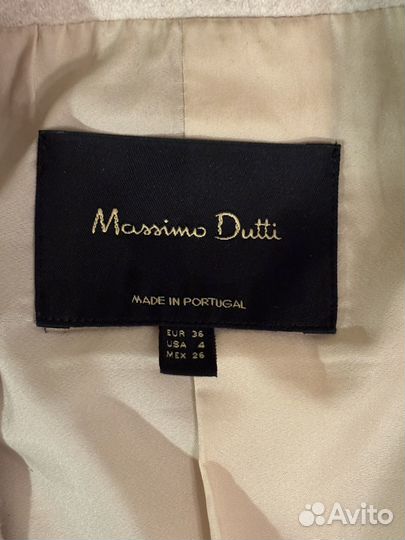 Massimo Dutti
MADE IN PORTUGAL
EUR 36
USA 4
MEX 26
Avito